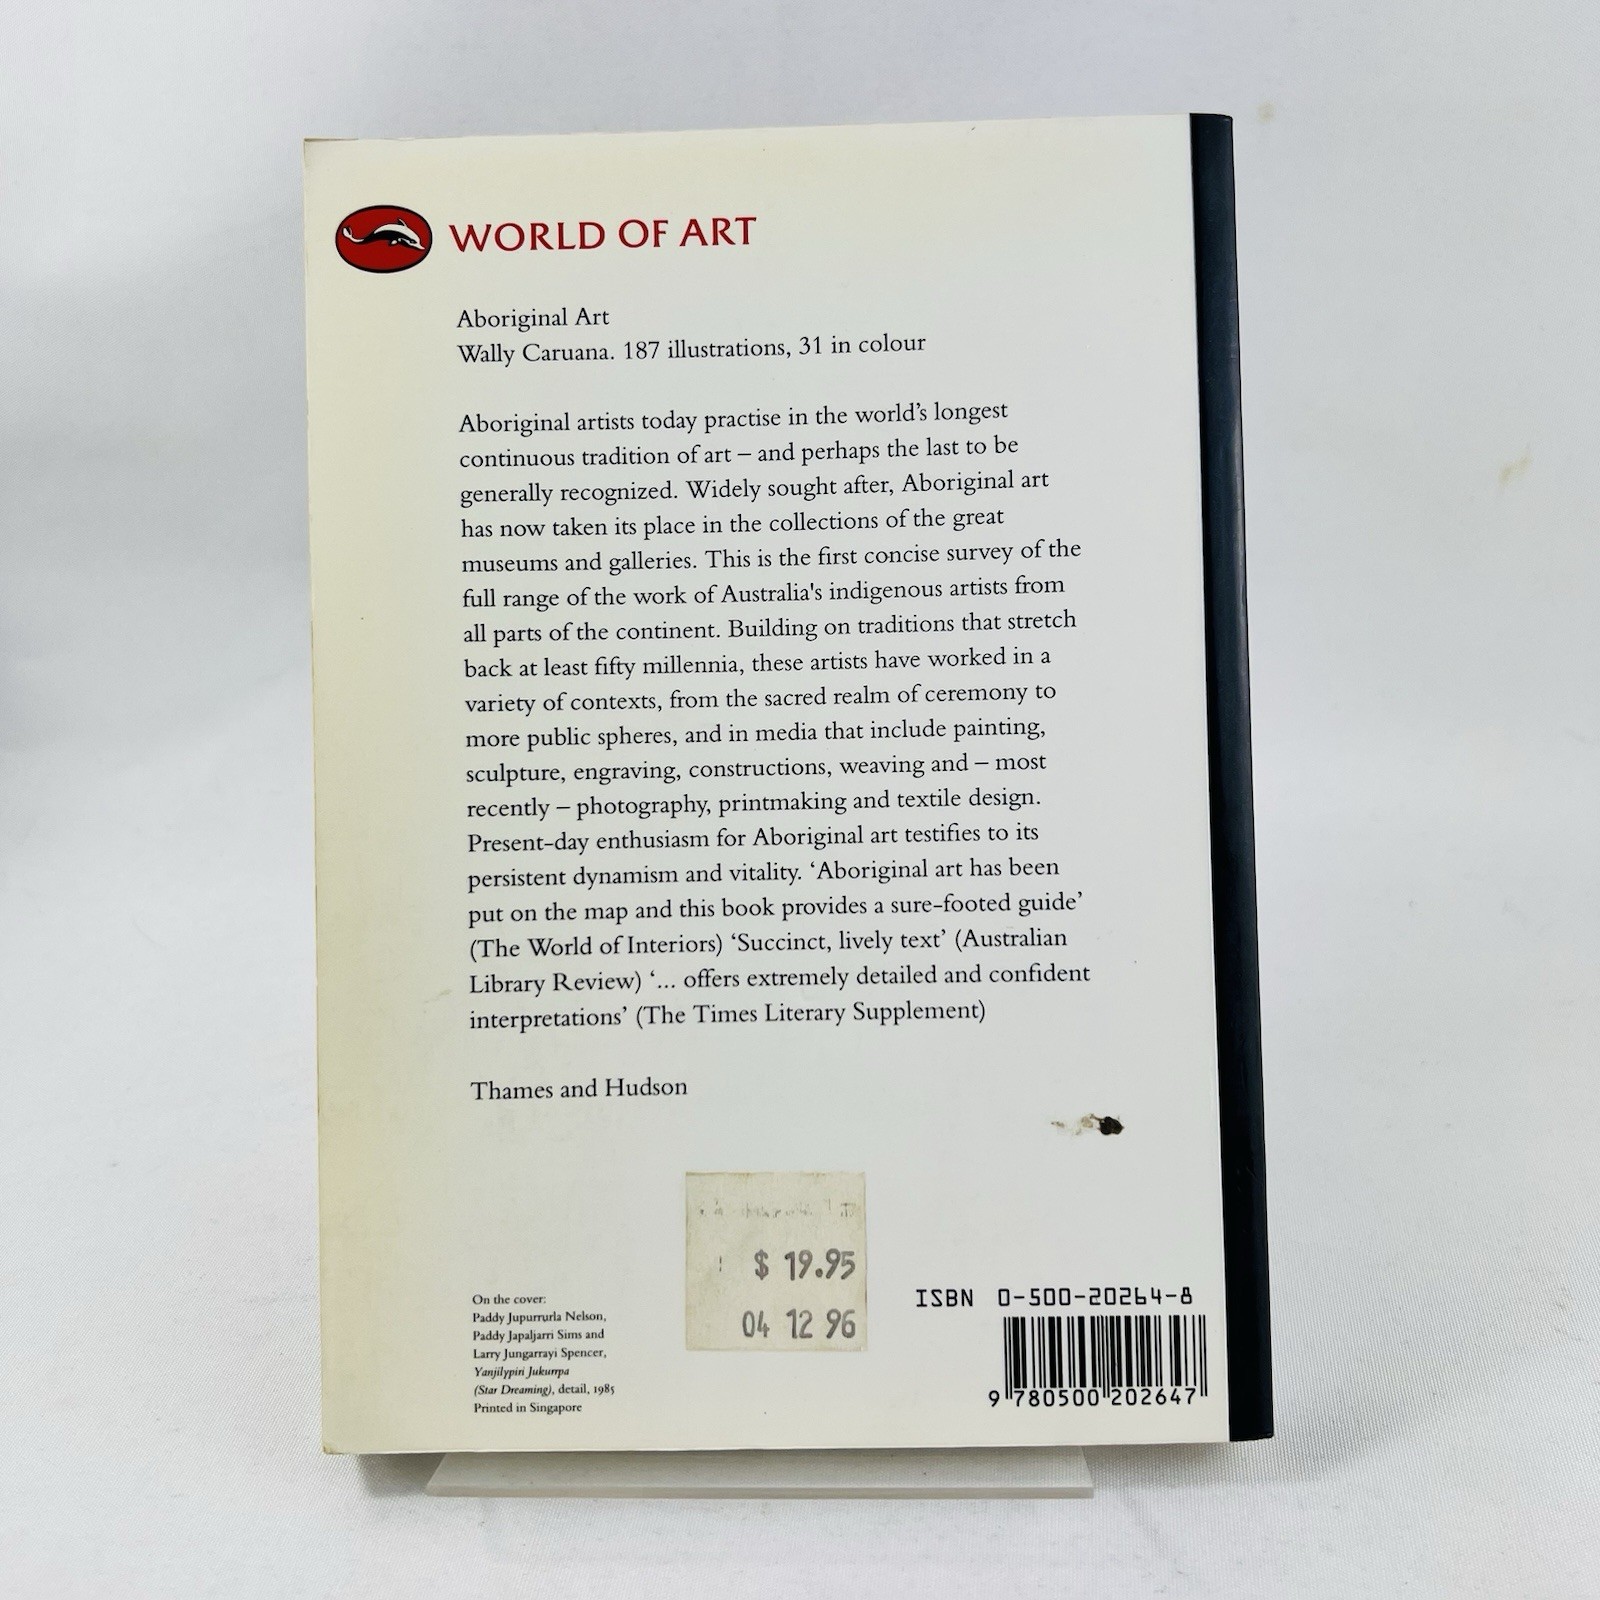 WORLD OF ART
Aboriginal Art
Wally Caruana. 187 illustrations, 31 in colour
Aboriginal artists today practise in the world’s longest
continuous tradition of art – and perhaps the last to be
generally recognized. Widely sought after, Aboriginal art
has now taken its place in the collections of the great
museums and galleries. This is the first concise survey of the
full range of the work of Australia's indigenous artists from
all parts of the continent. Building on traditions that stretch
back at least fifty millennia, these artists have worked in a
variety of contexts, from the sacred realm of ceremony to
more public spheres, and in media that include painting,
sculpture, engraving, constructions, weaving and – most
recently – photography, printmaking and textile design.
Present-day enthusiasm for Aboriginal art testifies to its
persistent dynamism and vitality. ‘Aboriginal art has been
put on the map and this book provides a sure-footed guide’
(The World of Interiors) ‘Succinct, lively text’ (Australian
Library Review) ‘... offers extremely detailed and confident
interpretations’ (The Times Literary Supplement)
Thames and Hudson
$ 19.95
04 12 96
On the cover:
Paddy Jupurrurla Nelson,
Paddy Japaljarri Sims and
Larry Jungarrayi Spencer,
Yanjilypiri Jukurrpa
(Star Dreaming), detail, 1985
Printed in Singapore
ISBN 0-500-20264-8
9 780500 202647